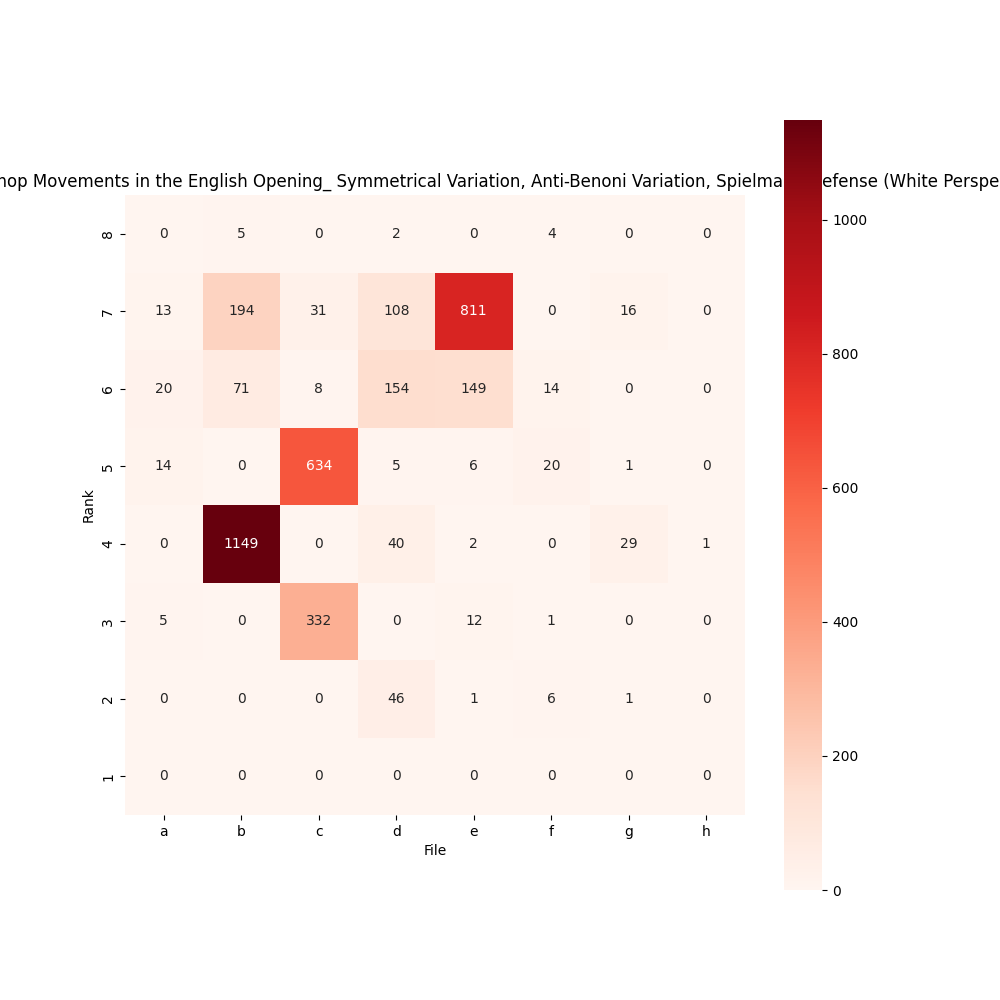 hop Movements in the English Opening_ Symmetrical Variation, Anti-Benoni Variation, Spielma efense (White Perspe
1000
8 0 5 0 2 0 4 0 0
7 13 194 31 108 811 0 16 0
800
6 20 71 8 154 149 14 0 0
600
5 14 0 634 5 6 20 1 0
Rank
4 0 1149 0 40 2 0 29 1
400
3 5 0 332 0 12 1 0 0
2 0 0 0 46 1 6 1 0
200
1 0 0 0 0 0 0 0 0
a b c d e f g h
File
0